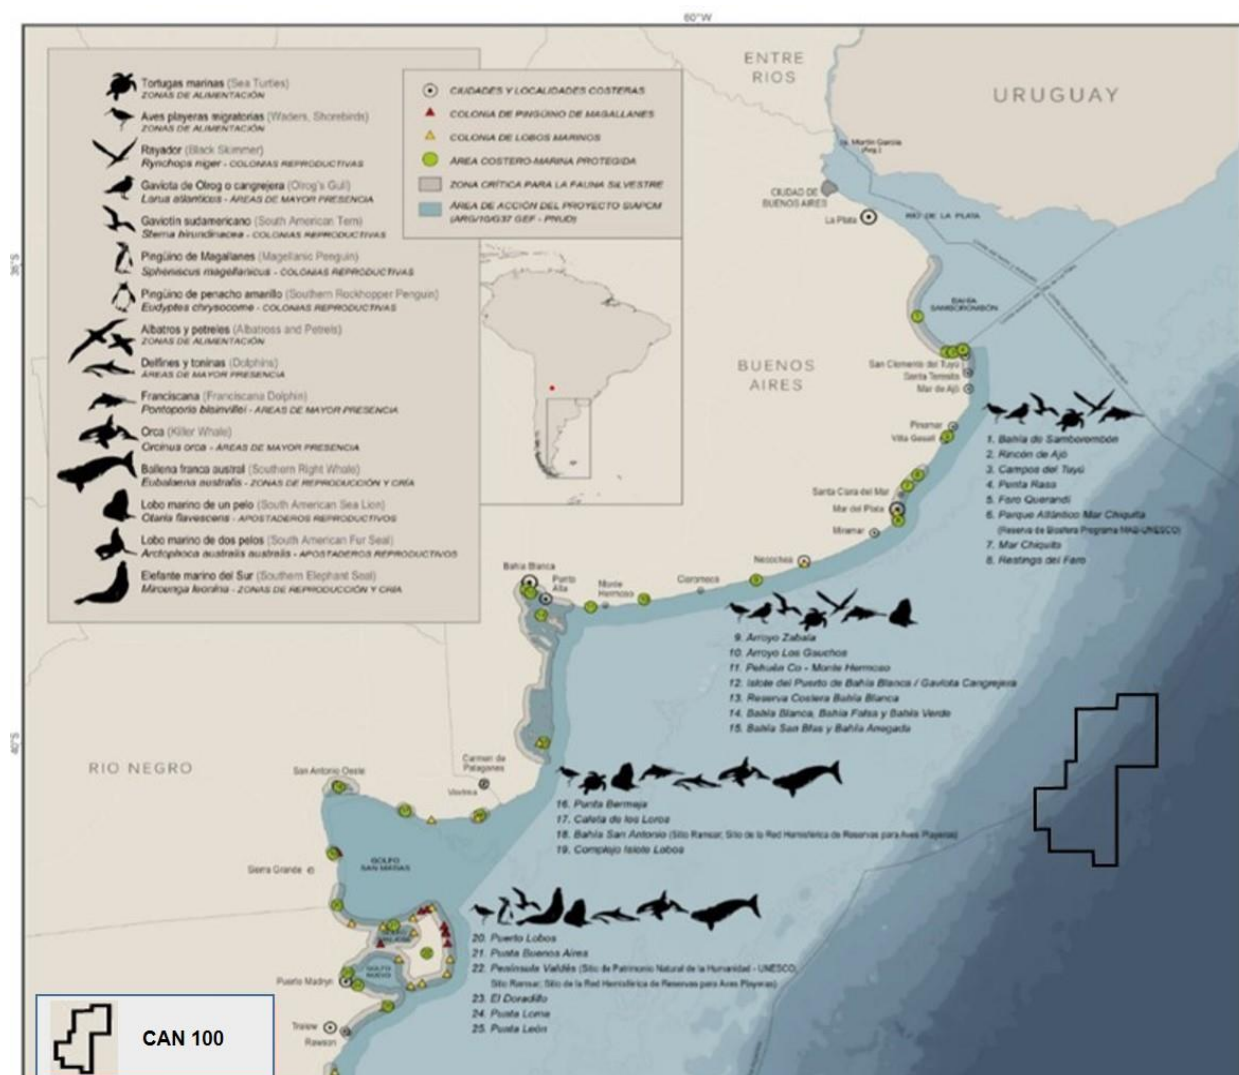 60°W
Tortugas marinas (Sea Turtles)
ZONAS DE ALIMENTACIÓN
Aves playeras migratorias (Waders, Shorebirds)
ZONAS DE ALIMENTACIÓN
Rayador (Black Skimmer)
Rynchops niger - COLONIAS REPRODUCTIVAS
Gaviota de Olrog o cangrejera (Olrog's Gull)
Larus atlanticus - ÁREAS DE MAYOR PRESENCIA
Gaviotín sudamericano (South American Tern)
Sterna hirundinacea - COLONIAS REPRODUCTIVAS
Pingüino de Magallanes (Magellanic Penguin)
Spheniscus magellanicus - COLONIAS REPRODUCTIVAS
Pingüino de penacho amarillo (Southern Rockhopper Penguin)
Eudyptes chrysocome - COLONIAS REPRODUCTIVAS
Albatros y petreles (Albatross and Petrels)
ZONAS DE ALIMENTACIÓN
Delfines y toninas (Dolphins)
ÁREAS DE MAYOR PRESENCIA
Franciscana (Franciscana Dolphin)
Pontoporia blainvillei - ÁREAS DE MAYOR PRESENCIA
Orca (Killer Whale)
Orcinus orca - ÁREAS DE MAYOR PRESENCIA
Ballena franca austral (Southern Right Whale)
Eubalaena australis - ZONAS DE REPRODUCCIÓN Y CRÍA
Lobo marino de un pelo (South American Sea Lion)
Otaria flavescens - APOSTADEROS REPRODUCTIVOS
Lobo marino de dos pelos (South American Fur Seal)
Arctophoca australis australis - APOSTADEROS REPRODUCTIVOS
Elefante marino del Sur (Southern Elephant Seal)
Mirounga leonina - ZONAS DE REPRODUCCIÓN Y CRÍA
CIUDADES Y LOCALIDADES COSTERAS
COLONIA DE PINGÜINO DE MAGALLANES
COLONIA DE LOBOS MARINOS
ÁREA COSTERO-MARINA PROTEGIDA
ZONA CRÍTICA PARA LA FAUNA SILVESTRE
ÁREA DE ACCIÓN DEL PROYECTO SIAPCM
(ARG/10/G37 GEF - PNUD)
ENTRE
RIOS
URUGUAY
Is. Martín García
(Arg.)
CIUDAD DE
BUENOS AIRES
La Plata
RÍO DE LA PLATA
BAHÍA
SAMBOROMBÓN
BUENOS
AIRES
San Clemente del Tuyú
Santa Teresita
Mar de Ajó
Pinamar
Villa Gesell
Santa Clara del Mar
Mar del Plata
Miramar
Necochea
Claromecó
Monte
Hermoso
Bahía Blanca
Punta
Alta
1. Bahía de Samborombón
2. Rincón de Ajó
3. Campos del Tuyú
4. Punta Rasa
5. Faro Querandí
6. Parque Atlántico Mar Chiquita
(Reserva de Biosfera Programa MAB-UNESCO)
7. Mar Chiquita
8. Restinga del Faro
9. Arroyo Zabala
10. Arroyo Los Gauchos
11. Pehuén Co - Monte Hermoso
12. Islote del Puerto de Bahía Blanca / Gaviota Cangrejera
13. Reserva Costera Bahía Blanca
14. Bahía Blanca, Bahía Falsa y Bahía Verde
15. Bahía San Blas y Bahía Anegada
40°S
RIO NEGRO
San Antonio Oeste
Carmen de
Patagones
Viedma
GOLFO
SAN MATÍAS
Sierra Grande
16. Punta Bermeja
17. Caleta de los Loros
18. Bahía San Antonio (Sitio Ramsar, Sitio de la Red Hemisférica de Reservas para Aves Playeras)
19. Complejo Islote Lobos
20. Puerto Lobos
21. Punta Buenos Aires
22. Península Valdés (Sitio de Patrimonio Natural de la Humanidad - UNESCO,
Sitio Ramsar, Sitio de la Red Hemisférica de Reservas para Aves Playeras)
23. El Doradillo
24. Punta Loma
25. Punta León
GOLFO
NUEVO
Puerto Madryn
Trelew
Rawson
CAN 100